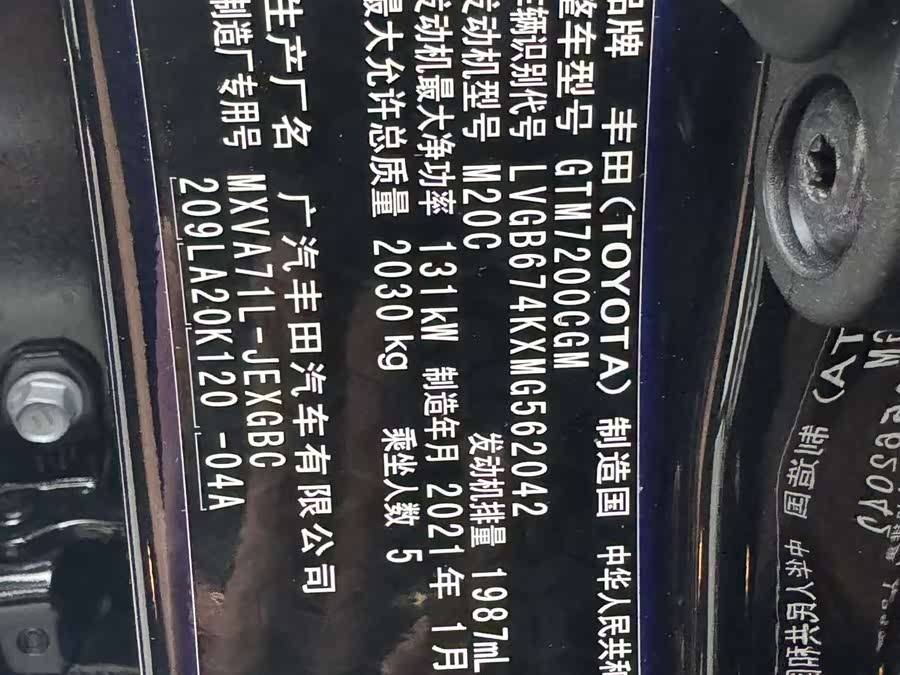 品牌 丰田(TOYOTA) 制造国 中华人民共和
整车型号 GTM7200CGM
车辆识别代号 LVGB674KXMG562042
发动机型号 M20C 发动机排量 1987mL
发动机最大净功率 131kW 制造年月 2021年 1月
最大允许总质量 2030kg 乘坐人数 5
生产厂名 广汽丰田汽车有限公司
制造厂专用号 MXVA71L-JEXGBC
209LA20K120 -04A